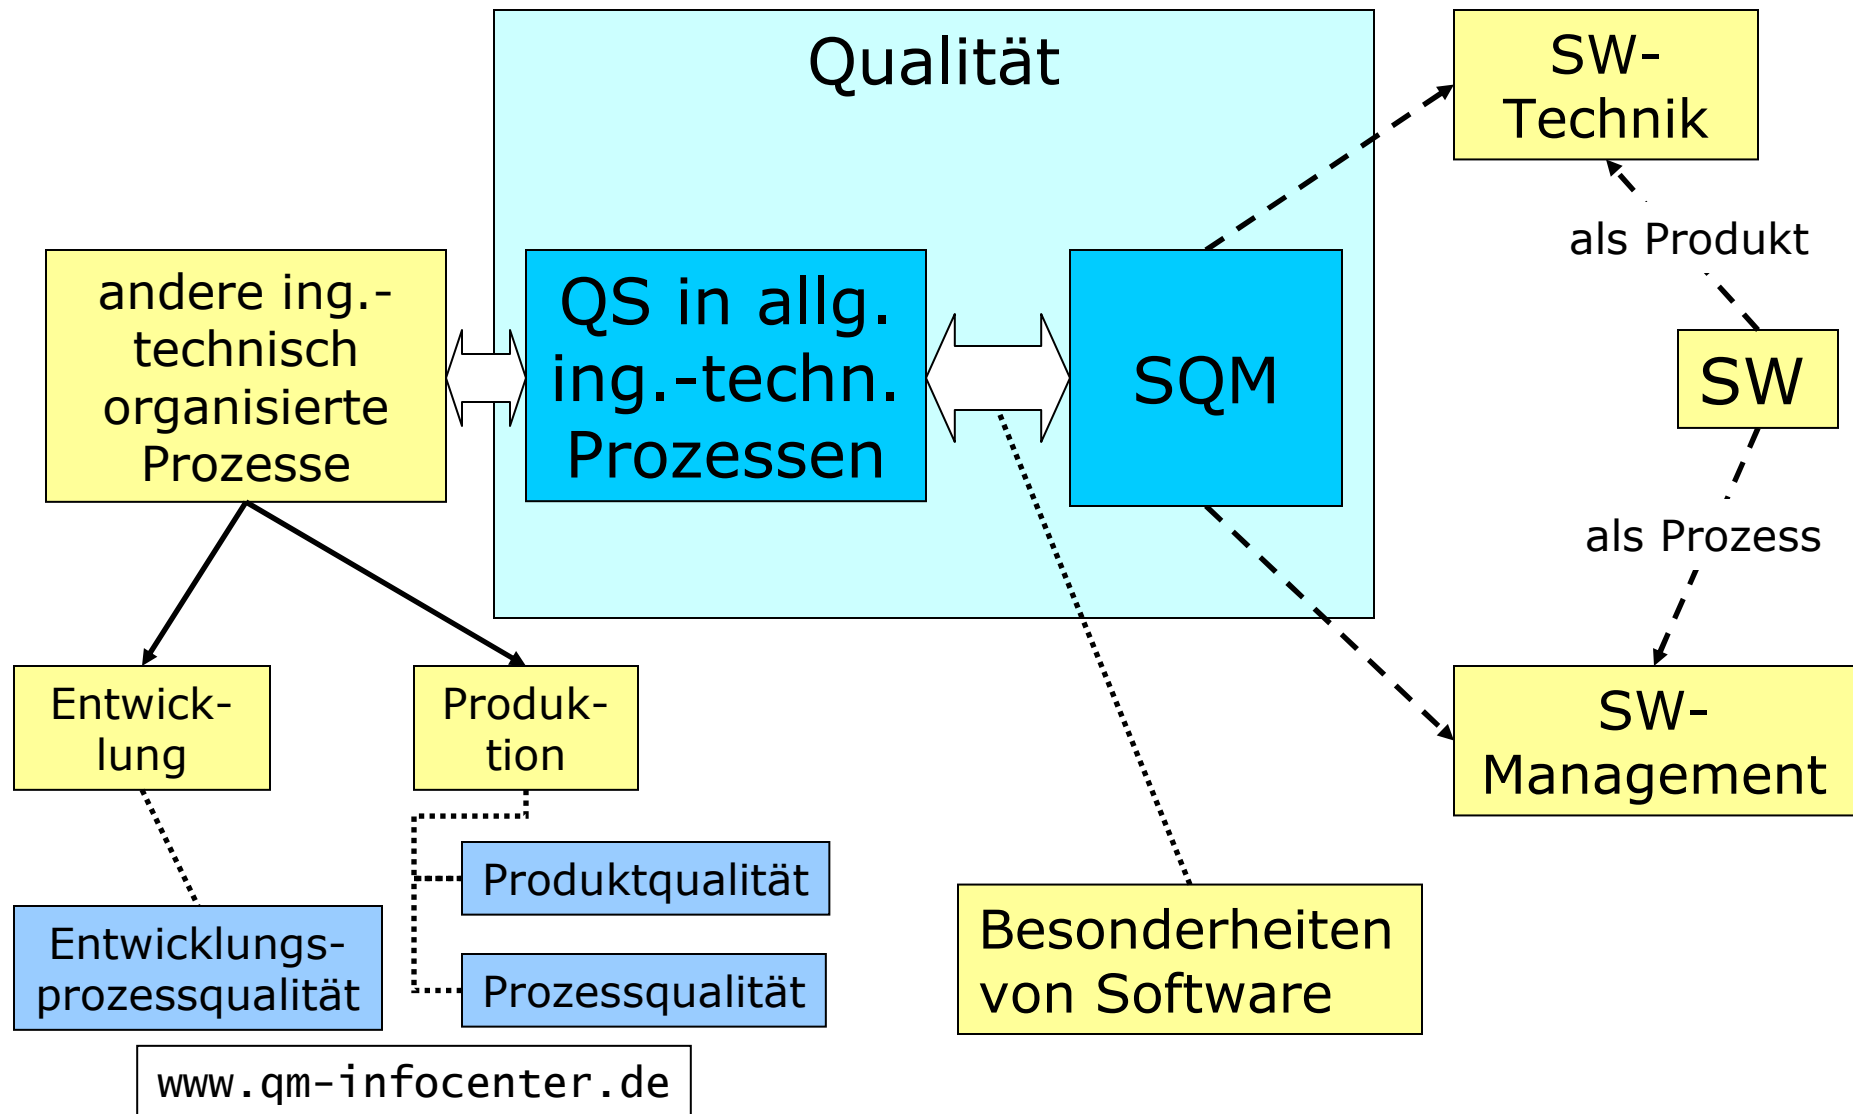 Qualität
SW-
Technik
als Produkt
andere ing.-
technisch
organisierte
Prozesse
QS in allg.
ing.-techn.
Prozessen
SQM
SW
als Prozess
Entwick-
lung
Produk-
tion
SW-
Management
Produktqualität
Entwicklungs-
prozessqualität
Prozessqualität
Besonderheiten
von Software
www.qm-infocenter.de